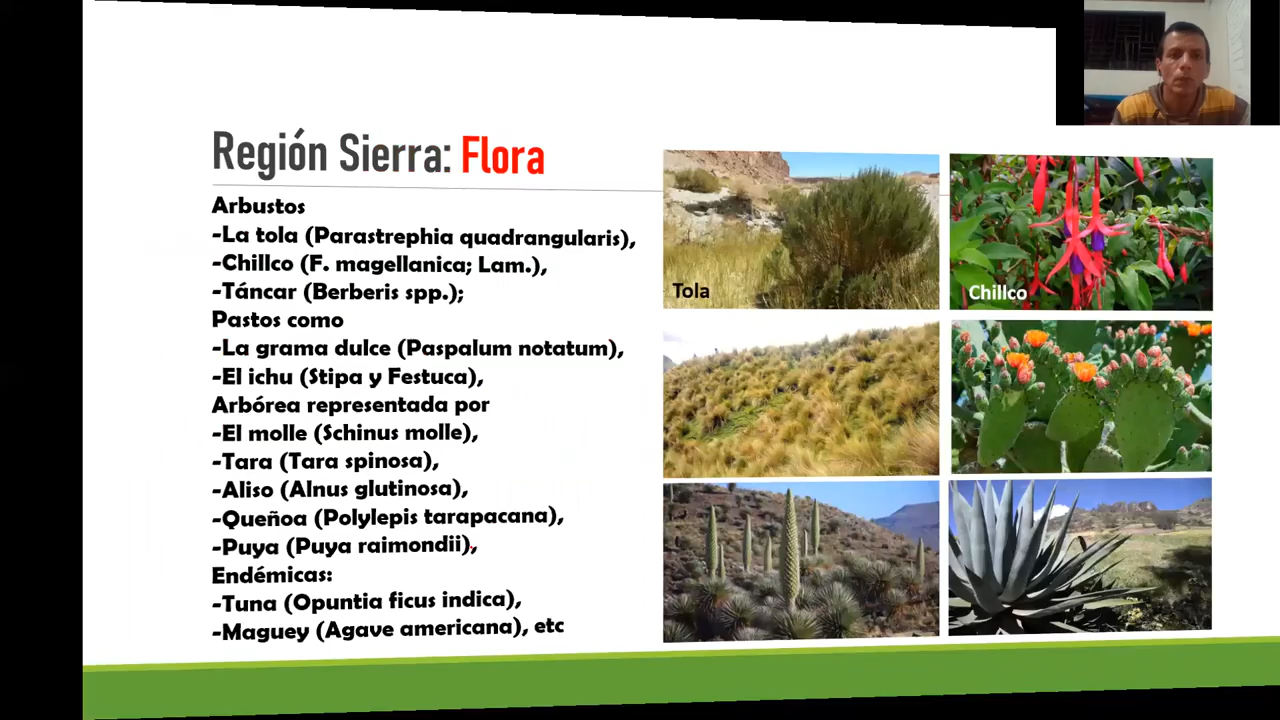 Región Sierra: Flora
Arbustos
-La tola (Parastrephia quadrangularis),
-Chillco (F. magellanica; Lam.),
-Táncar (Berberis spp.);
Pastos como
-La grama dulce (Paspalum notatum),
-El ichu (Stipa y Festuca),
Arbórea representada por
-El molle (Schinus molle),
-Tara (Tara spinosa),
-Aliso (Alnus glutinosa),
-Queñoa (Polylepis tarapacana),
-Puya (Puya raimondii),
Endémicas:
-Tuna (Opuntia ficus indica),
-Maguey (Agave americana), etc
Tola
Chillco